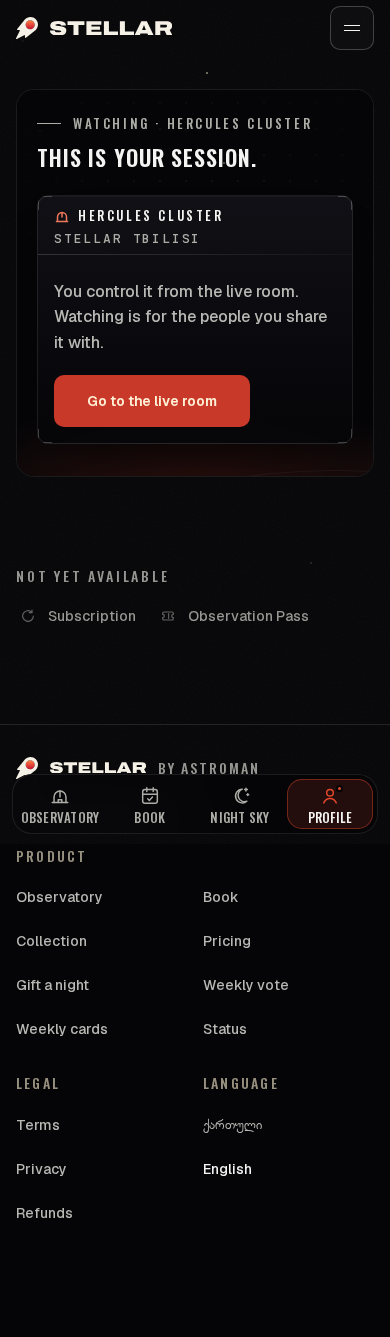 STELLAR
WATCHING · HERCULES CLUSTER
THIS IS YOUR SESSION.
HERCULES CLUSTER
STELLAR TBILISI
You control it from the live room.
Watching is for the people you share
it with.
Go to the live room
NOT YET AVAILABLE
Subscription
Observation Pass
STELLAR BY ASTROMAN
OBSERVATORY
BOOK
NIGHT SKY
PROFILE
PRODUCT
Observatory
Book
Collection
Pricing
Gift a night
Weekly vote
Weekly cards
Status
LEGAL
LANGUAGE
Terms
ქართული
Privacy
English
Refunds